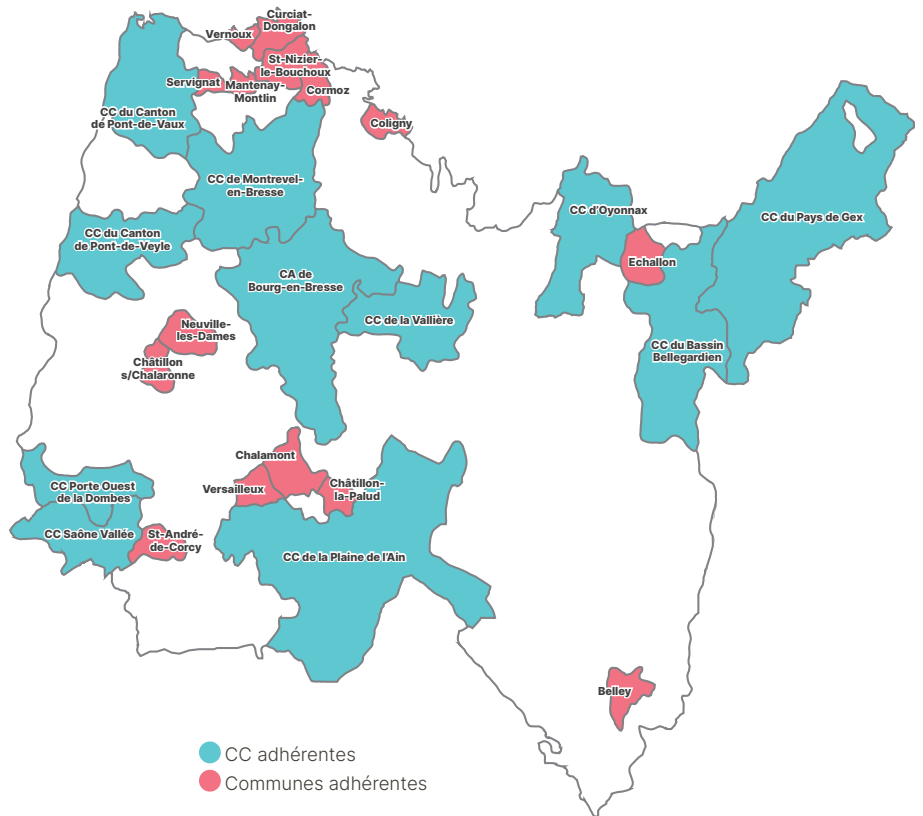 Curciat-
Dongalon
Vernoux
St-Nizier-
le-Bouchoux
Servignat
Mantenay-
Montlin
Cormoz
CC du Canton
de Pont-de-Vaux
Coligny
CC de Montrevel-
en-Bresse
CC d'Oyonnax
CC du Pays de Gex
CC du Canton
de Pont-de-Veyle
Echallon
CA de
Bourg-en-Bresse
CC de la Vallière
Neuville-
les-Dames
CC du Bassin
Bellegardien
Châtillon
s/Chalaronne
Chalamont
Versailleux
Châtillon-
la-Palud
CC Porte Ouest
de la Dombes
CC Saône Vallée
St-André-
de-Corcy
CC de la Plaine de l'Ain
Belley
CC adhérentes
Communes adhérentes